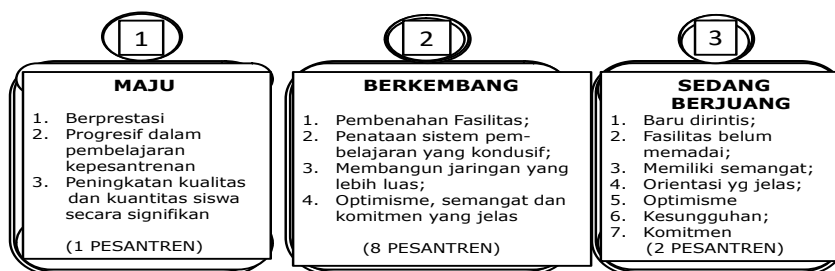 1
MAJU
1. Berprestasi
2. Progresif dalam
pembelajaran
kepesantrenan
3. Peningkatan kualitas
dan kuantitas siswa
secara signifikan
(1 PESANTREN)
2
BERKEMBANG
1. Pembenahan Fasilitas;
2. Penataan sistem pem-
belajaran yang kondusif;
3. Membangun jaringan yang
lebih luas;
4. Optimisme, semangat dan
komitmen yang jelas
(8 PESANTREN)
3
SEDANG
BERJUANG
1. Baru dirintis;
2. Fasilitas belum
memadai;
3. Memiliki semangat;
4. Orientasi yg jelas;
5. Optimisme
6. Kesungguhan;
7. Komitmen
(2 PESANTREN)